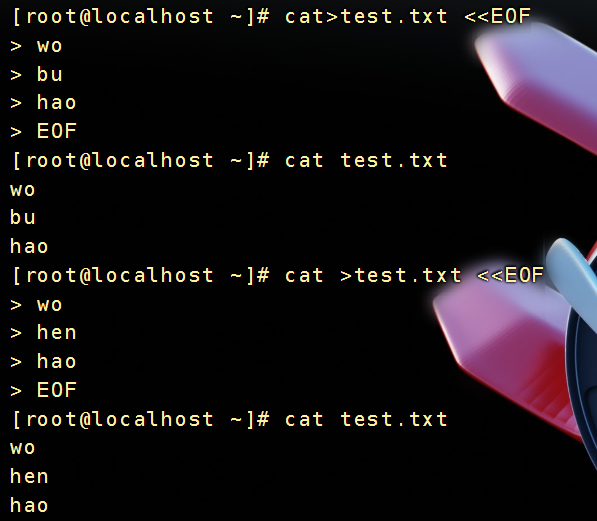 [root@localhost ~]# cat>test.txt <<EOF
> wo
> bu
> hao
> EOF
[root@localhost ~]# cat test.txt
wo
bu
hao
[root@localhost ~]# cat >test.txt <<EOF
> wo
> hen
> hao
> EOF
[root@localhost ~]# cat test.txt
wo
hen
hao